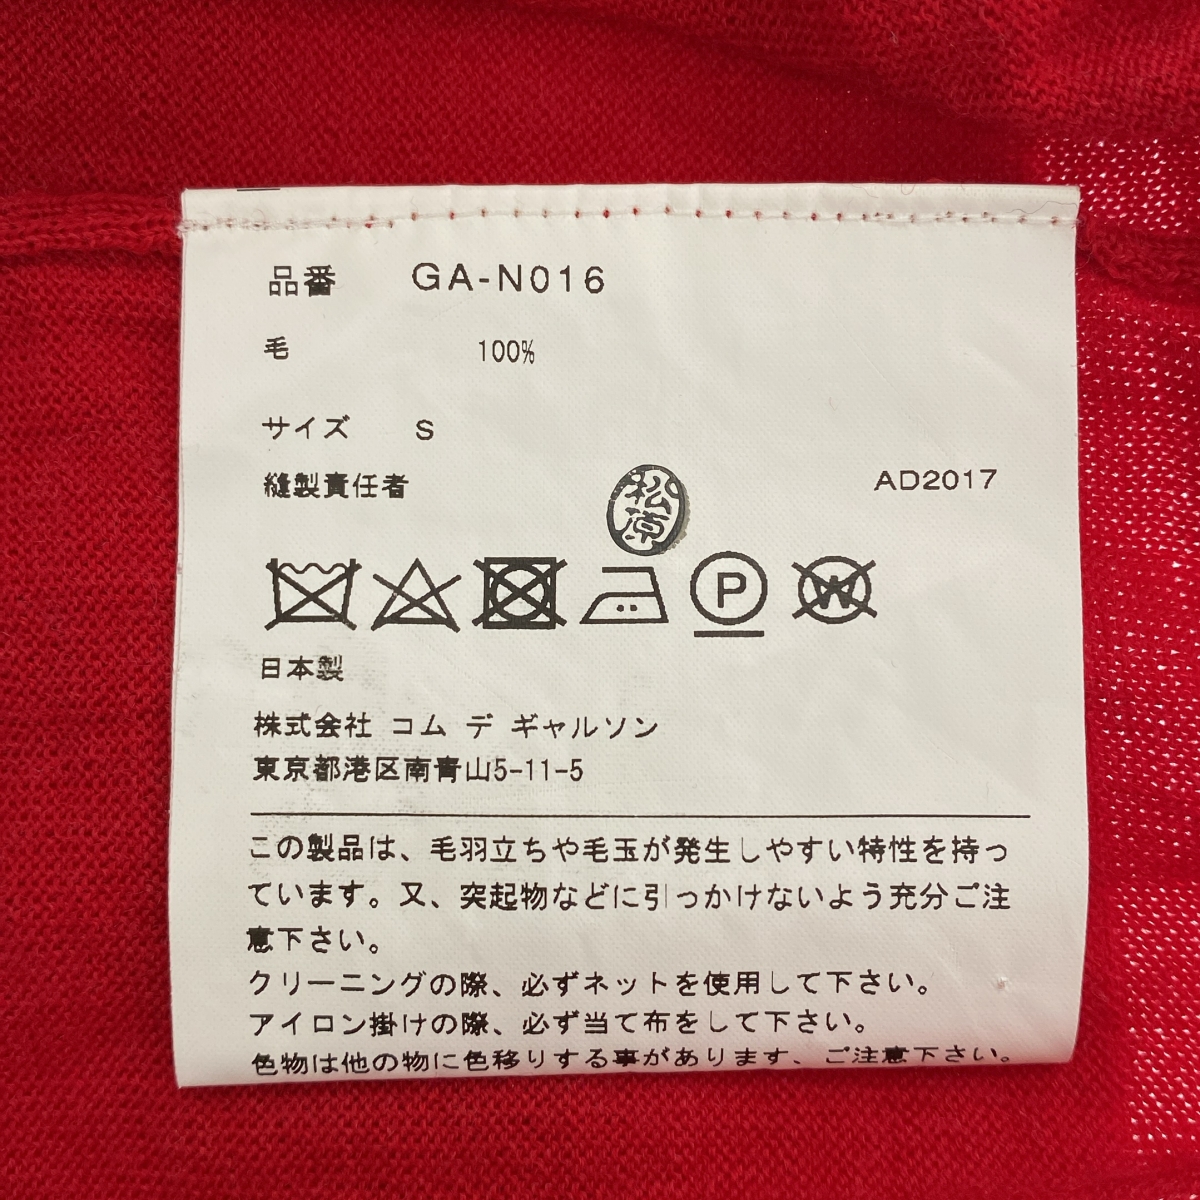 品番 GA-N016
毛 100%
サイズ S
縫製責任者 松原 AD2017
P W
日本製
株式会社 コム デ ギャルソン
東京都港区南青山5-11-5
この製品は、毛羽立ちや毛玉が発生しやすい特性を持っ
ています。又、突起物などに引っかけないよう充分ご注
意下さい。
クリーニングの際、必ずネットを使用して下さい。
アイロン掛けの際、必ず当て布をして下さい。
色物は他の物に色移りする事があります、ご注意下さい。